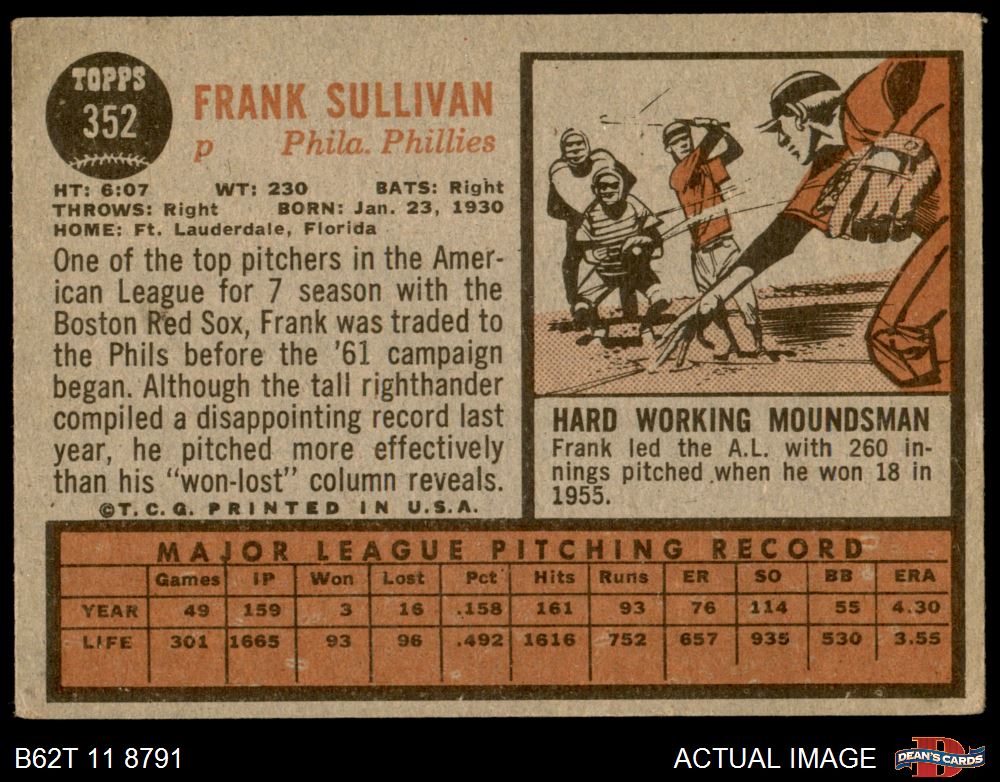 TOPPS
352
FRANK SULLIVAN
p Phila. Phillies
HT: 6:07 WT: 230 BATS: Right
THROWS: Right BORN: Jan. 23, 1930
HOME: Ft. Lauderdale, Florida
One of the top pitchers in the Amer-
ican League for 7 season with the
Boston Red Sox, Frank was traded to
the Phils before the '61 campaign
began. Although the tall righthander
compiled a disappointing record last
year, he pitched more effectively
than his "won-lost" column reveals.
©T.C.G. PRINTED IN U.S.A.
HARD WORKING MOUNDSMAN
Frank led the A.L. with 260 in-
nings pitched when he won 18 in
1955.
MAJOR LEAGUE PITCHING RECORD
Games IP Won Lost Pct Hits Runs ER SO BB ERA
YEAR 49 159 3 16 .158 161 93 76 114 55 4.30
LIFE 301 1665 93 96 .492 1616 752 657 935 530 3.55
B62T 11 8791
ACTUAL IMAGE
D
DEAN'S CARDS